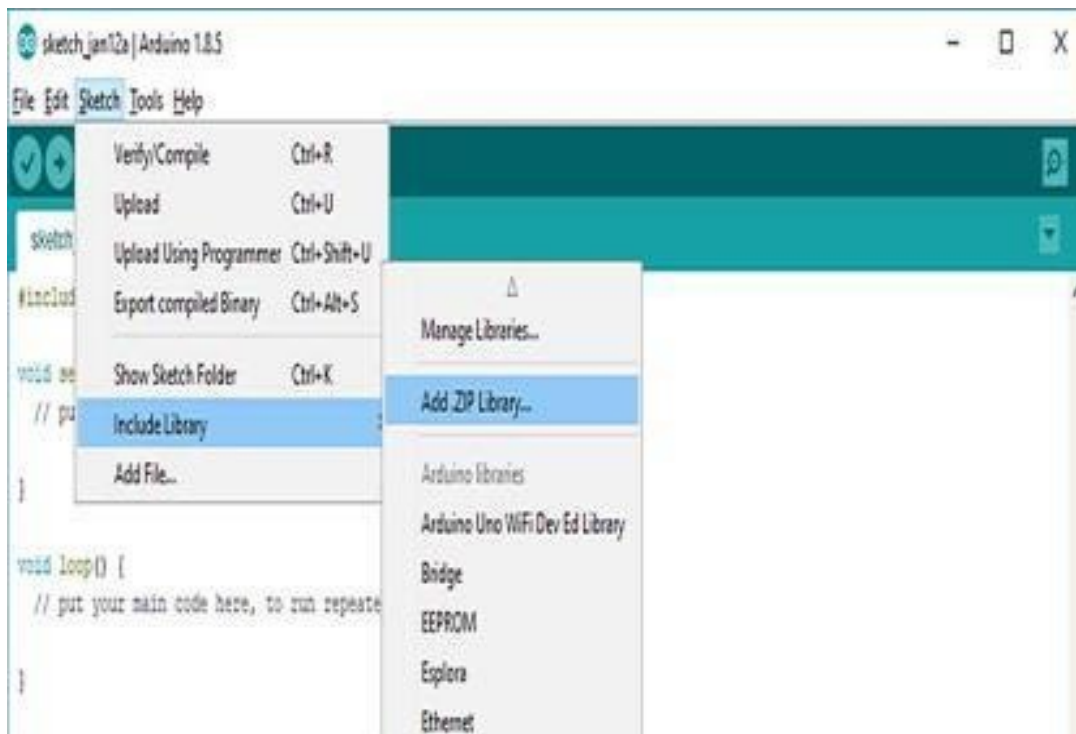 sketch_jan12a | Arduino 1.8.5
File Edit Sketch Tools Help
Verify/Compile Ctrl+R
Upload Ctrl+U
sketch
Upload Using Programmer Ctrl+Shift+U
#includ
Export compiled Binary Ctrl+Alt+S
Manage Libraries...
void se
Show Sketch Folder Ctrl+K
// pu
Add .ZIP Library...
Include Library
Add File...
Arduino libraries
}
Arduino Uno WiFi Dev Ed Library
void loop() {
Bridge
// put your main code here, to run repeate
EEPROM
Esplora
}
Ethernet